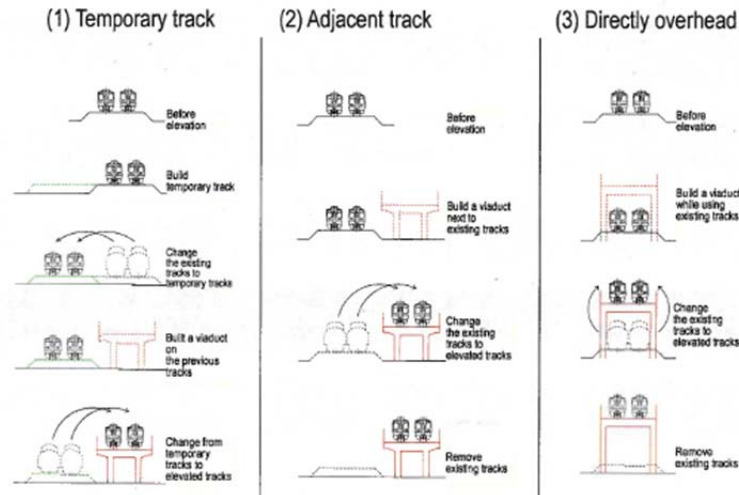 (1) Temporary track
Before
elevation
Build
temporary track
Change
the existing
tracks to
temporary tracks
Built a viaduct
on
the previous
tracks
Change from
temporary
tracks to
elevated tracks
(2) Adjacent track
Before
elevation
Build a viaduct
next to
existing tracks
Change
the existing
tracks to
elevated tracks
Remove
existing tracks
(3) Directly overhead
Before
elevation
Build a viaduct
while using
existing tracks
Change
the existing
tracks to
elevated tracks
Remove
existing tracks